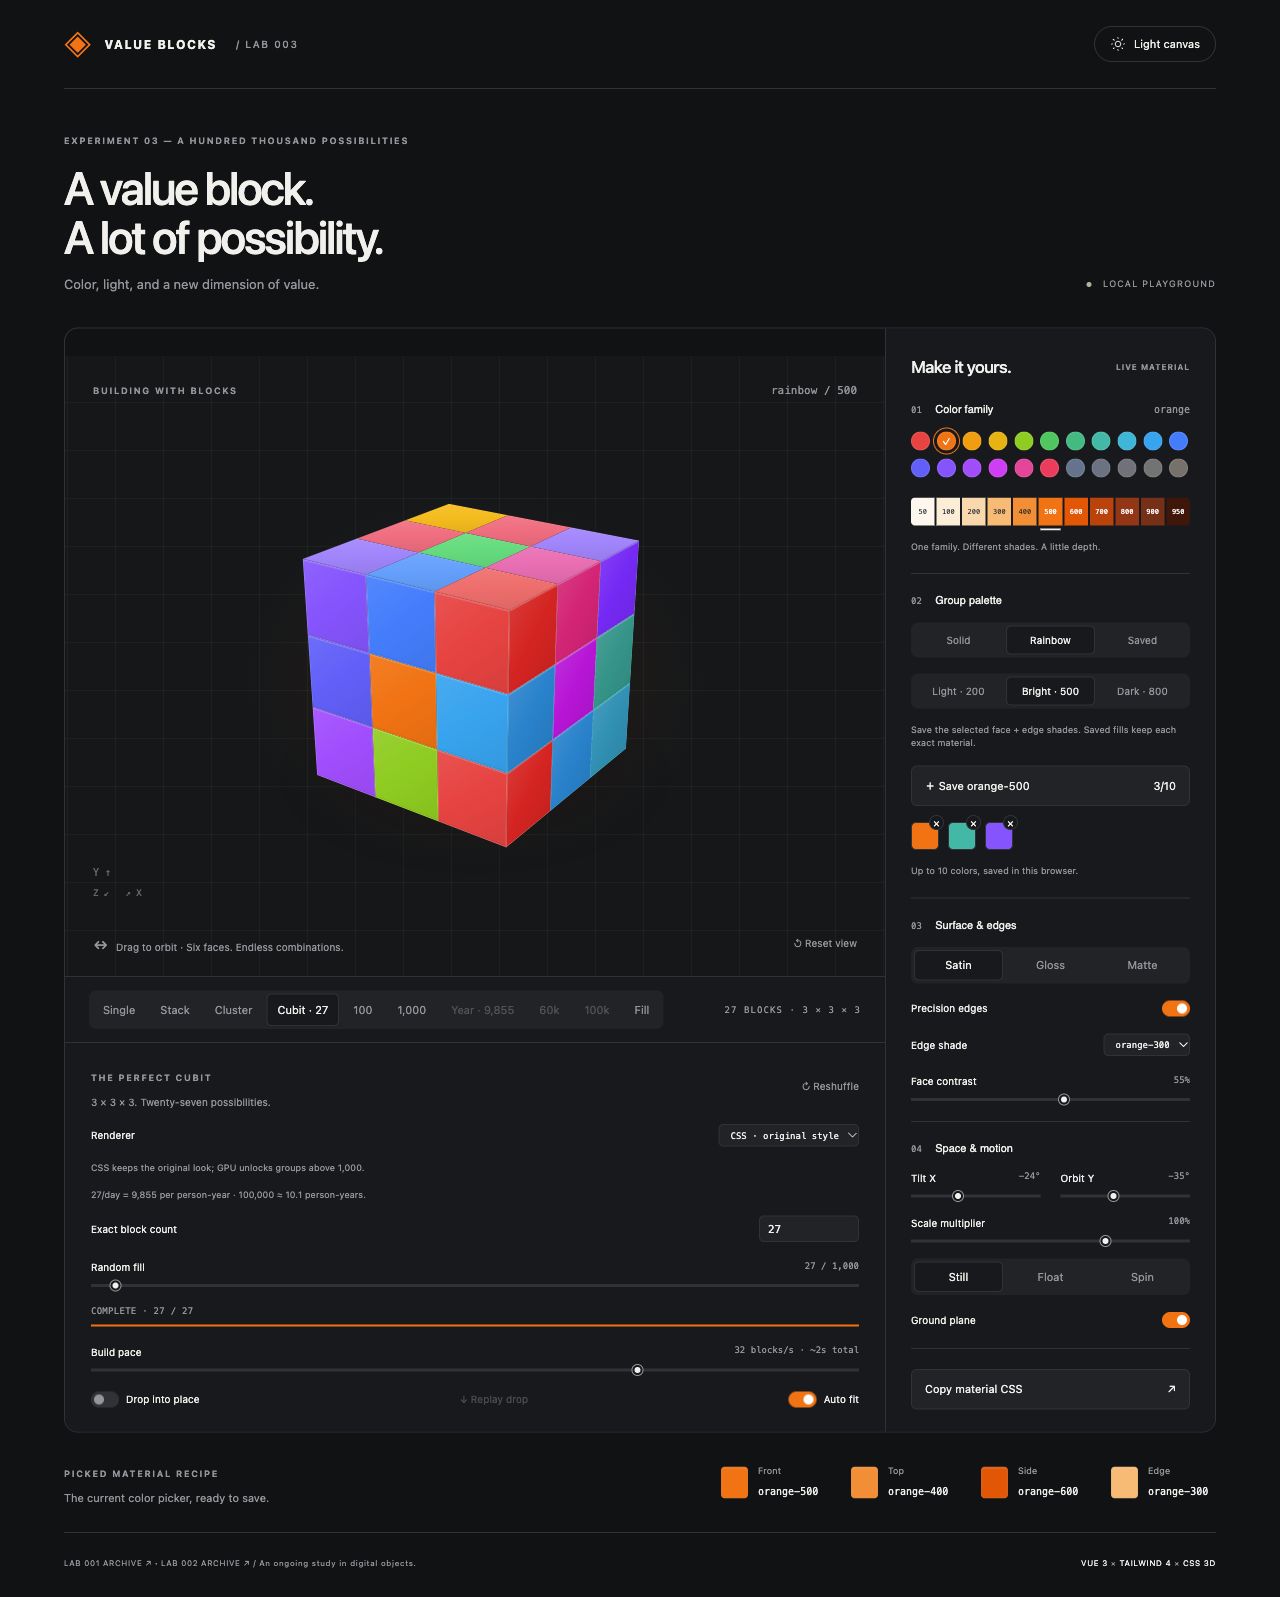 VALUE BLOCKS / LAB 003
Light canvas
EXPERIMENT 03 — A HUNDRED THOUSAND POSSIBILITIES
A value block.
A lot of possibility.
Color, light, and a new dimension of value.
LOCAL PLAYGROUND
BUILDING WITH BLOCKS
rainbow / 500
Y ↑
Z ↙ ↗ X
Drag to orbit · Six faces. Endless combinations.
↺ Reset view
Single Stack Cluster Cubit · 27 100 1,000 Year · 9,855 60k 100k Fill
27 BLOCKS · 3 × 3 × 3
THE PERFECT CUBIT
3 × 3 × 3. Twenty-seven possibilities.
↻ Reshuffle
Renderer
CSS · original style
CSS keeps the original look; GPU unlocks groups above 1,000.
27/day = 9,855 per person-year · 100,000 ≈ 10.1 person-years.
Exact block count
27
Random fill
27 / 1,000
COMPLETE · 27 / 27
Build pace
32 blocks/s · ~2s total
Drop into place
↓ Replay drop
Auto fit
Make it yours.
LIVE MATERIAL
01 Color family
orange
50 100 200 300 400 500 600 700 800 900 950
One family. Different shades. A little depth.
02 Group palette
Solid Rainbow Saved
Light · 200 Bright · 500 Dark · 800
Save the selected face + edge shades. Saved fills keep each
exact material.
+ Save orange-500
3/10
× × ×
Up to 10 colors, saved in this browser.
03 Surface & edges
Satin Gloss Matte
Precision edges
Edge shade
orange-300
Face contrast
55%
04 Space & motion
Tilt X
−24°
Orbit Y
−35°
Scale multiplier
100%
Still Float Spin
Ground plane
Copy material CSS ↗
PICKED MATERIAL RECIPE
The current color picker, ready to save.
Front
orange-500
Top
orange-400
Side
orange-600
Edge
orange-300
LAB 001 ARCHIVE ↗ · LAB 002 ARCHIVE ↗ / An ongoing study in digital objects.
VUE 3 × TAILWIND 4 × CSS 3D